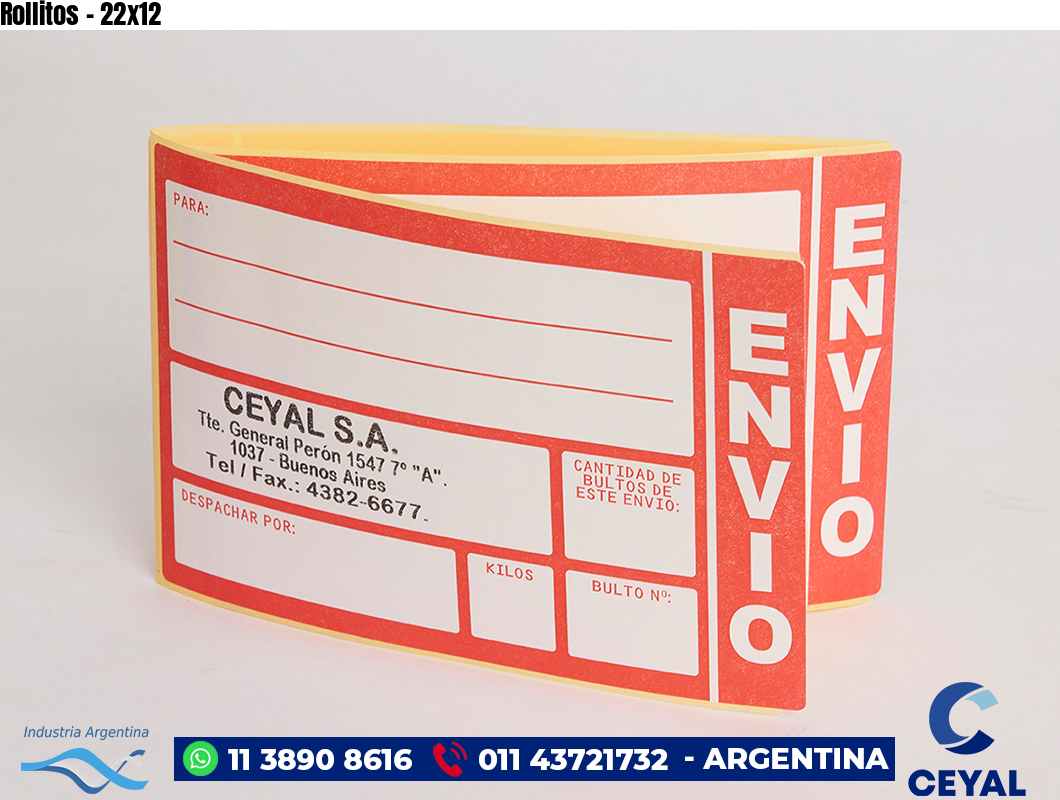 Rollitos - 22x12
PARA:
CEYAL S.A.
Tte. General Perón 1547 7º "A".
1037 - Buenos Aires
Tel / Fax.: 4382-6677.
DESPACHAR POR:
KILOS
CANTIDAD DE
BULTOS DE
ESTE ENVIO:
BULTO Nº:
ENVIO
ENVIO
Industria Argentina
11 3890 8616
011 43721732
- ARGENTINA
CEYAL